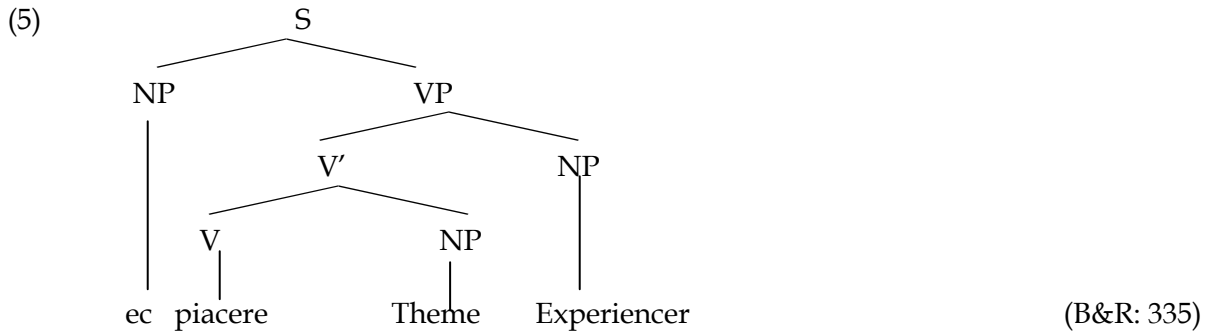 (5) S
NP VP
V' NP
V NP
ec piacere Theme Experiencer (B&R: 335)